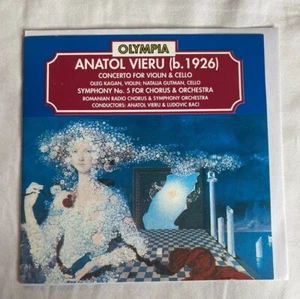 OLYMPIA
ANATOL VIERU (b.1926)
CONCERTO FOR VIOLIN & CELLO
OLEG KAGAN, VIOLIN; NATALIA GUTMAN, CELLO
SYMPHONY No. 5 FOR CHORUS & ORCHESTRA
ROMANIAN RADIO CHORUS & SYMPHONY ORCHESTRA
CONDUCTORS: ANATOL VIERU & LUDOVIC BACI